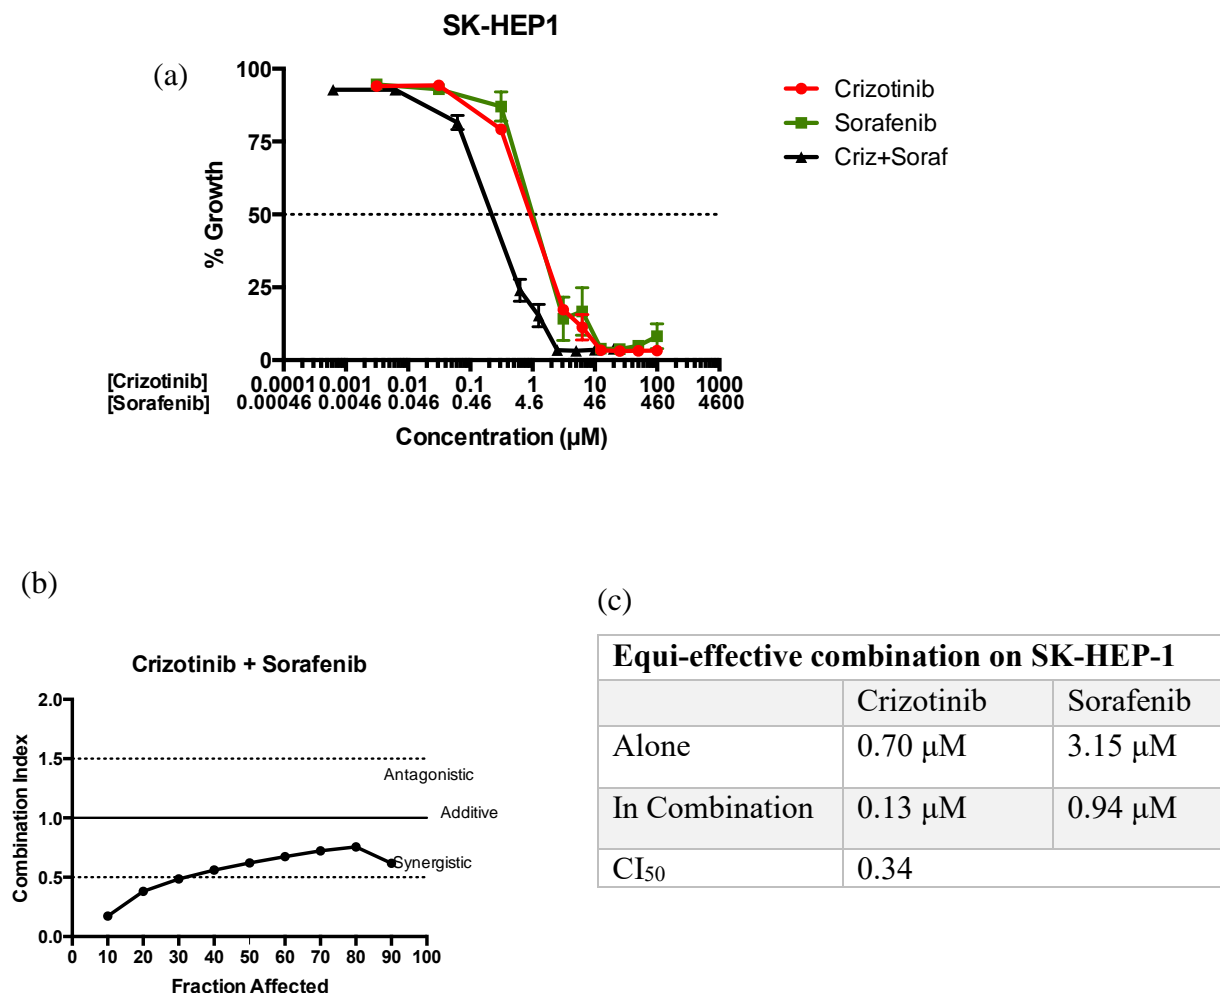 SK-HEP1
(a)
% Growth
100
75
50
25
0
Crizotinib
Sorafenib
Criz+Soraf
[Crizotinib] 0.0001 0.001 0.01 0.1 1 10 100 1000
[Sorafenib] 0.00046 0.0046 0.046 0.46 4.6 46 460 4600
Concentration (µM)
(b)
Crizotinib + Sorafenib
Combination Index
2.0
1.5
1.0
0.5
0.0
Antagonistic
Additive
Synergistic
0 10 20 30 40 50 60 70 80 90 100
Fraction Affected
(c)
Equi-effective combination on SK-HEP-1
Crizotinib Sorafenib
Alone 0.70 µM 3.15 µM
In Combination 0.13 µM 0.94 µM
CI₅₀ 0.34